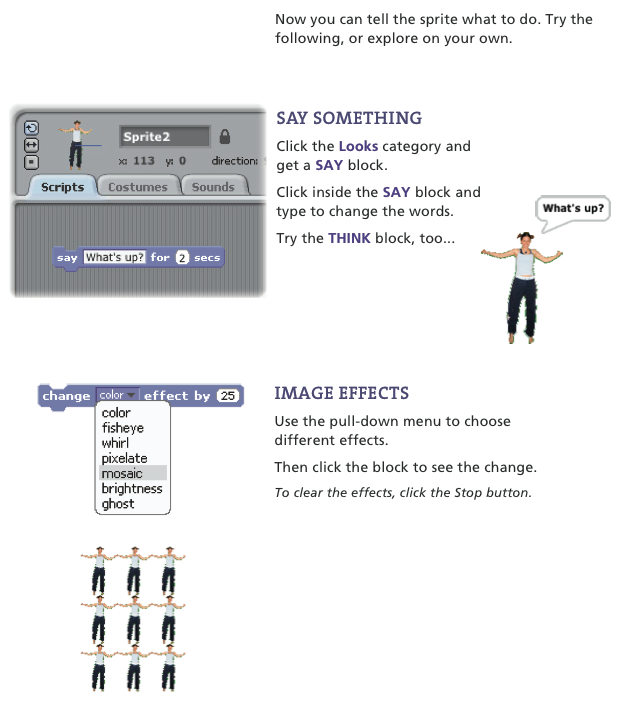 Now you can tell the sprite what to do. Try the
following, or explore on your own.
Sprite2
x: 113 y: 0 direction:
Scripts Costumes Sounds
say What's up? for 2 secs
SAY SOMETHING
Click the Looks category and
get a SAY block.
Click inside the SAY block and
type to change the words.
Try the THINK block, too...
What's up?
change color effect by 25
color
fisheye
whirl
pixelate
mosaic
brightness
ghost
IMAGE EFFECTS
Use the pull-down menu to choose
different effects.
Then click the block to see the change.
To clear the effects, click the Stop button.